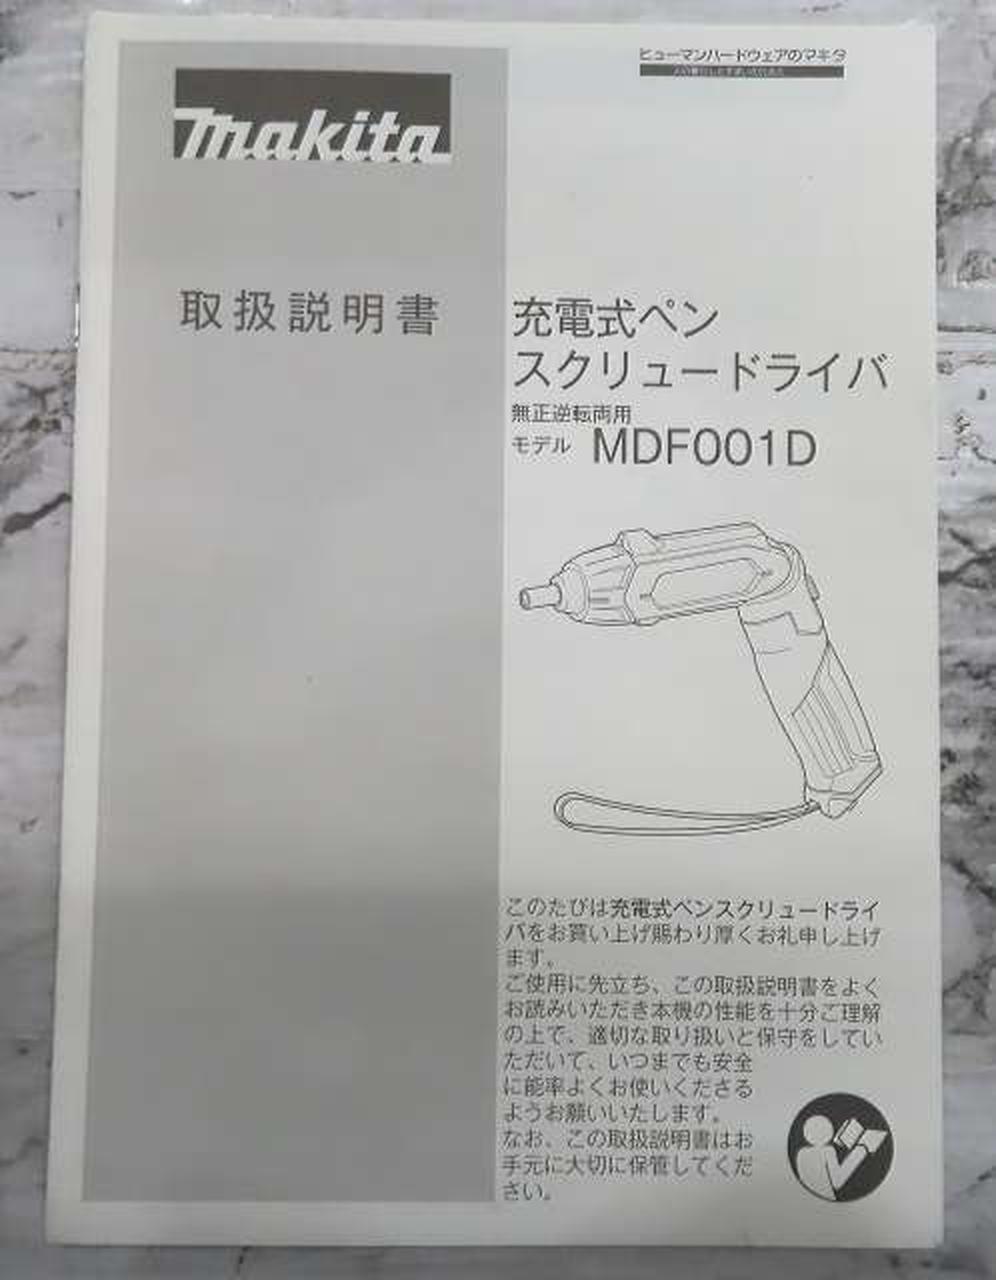 makita
ヒューマンハードウェアのマキタ
取扱説明書
充電式ペン
スクリュードライバ
無正逆転両用
モデル MDF001D
このたびは充電式ペンスクリュードライ
バをお買い上げ賜わり厚くお礼申し上げ
ます。
ご使用に先立ち、この取扱説明書をよく
お読みいただき本機の性能を十分ご理解
の上で、適切な取り扱いと保守をしてい
ただいて、いつまでも安全
に能率よくお使いくださる
ようお願いいたします。
なお、この取扱説明書はお
手元に大切に保管してくだ
さい。